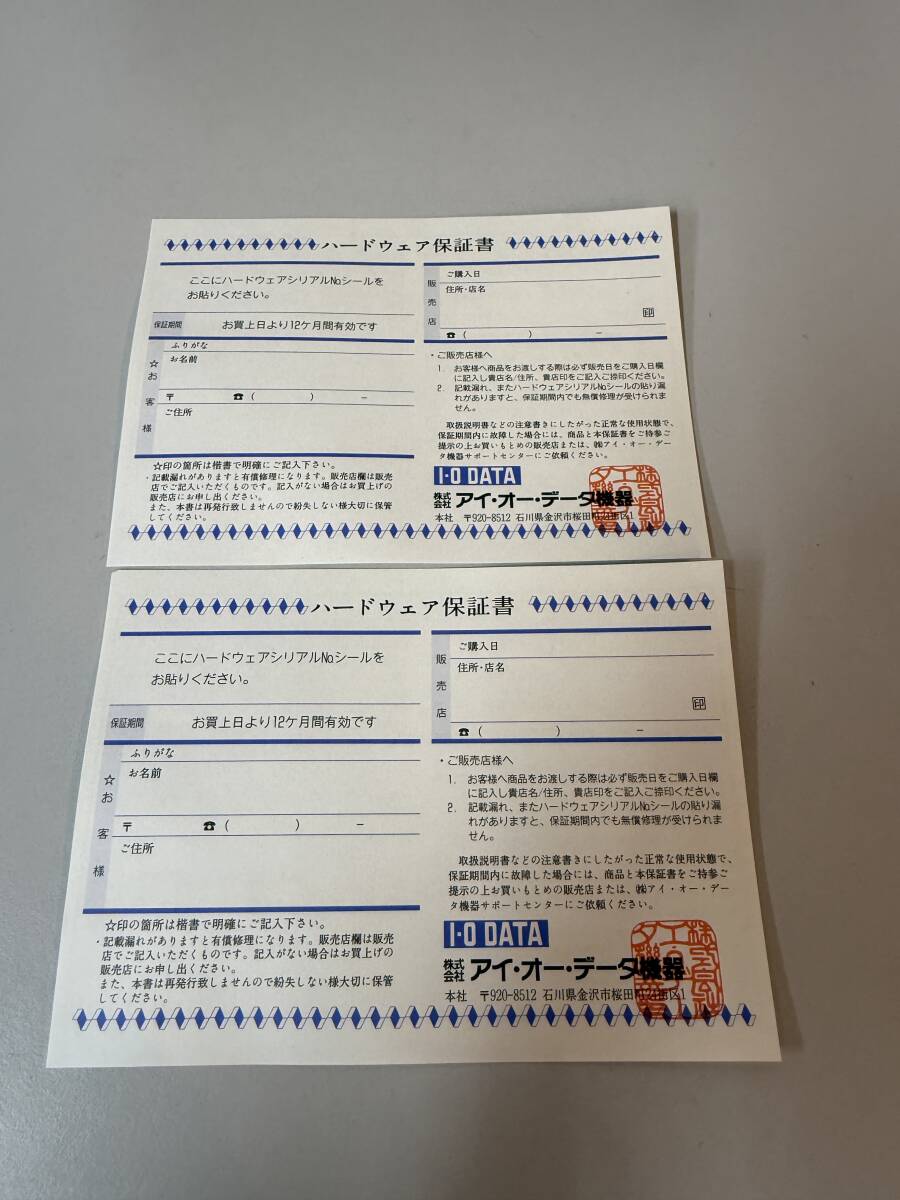 ハードウェア保証書
ここにハードウェアシリアルNo.シールを
お貼りください。
保証期間 お買上日より12ケ月間有効です
☆お客様
ふりがな
お名前
〒 ☎( ) −
ご住所
☆印の箇所は楷書で明確にご記入下さい。
・記載漏れがありますと有償修理になります。販売店欄は販売
店でご記入いただくものです。記入がない場合はお買上げの
販売店にお申し出ください。
また、本書は再発行致しませんので紛失しない様大切に保管
してください。
販売店
ご購入日
住所・店名
印
☎( ) −
・ご販売店様へ
1. お客様へ商品をお渡しする際は必ず販売日をご購入日欄
に記入し貴店名/住所、貴店印をご記入ご捺印ください。
2. 記載漏れ、またハードウェアシリアルNo.シールの貼り漏
れがありますと、保証期間内でも無償修理が受けられま
せん。
取扱説明書などの注意書きにしたがった正常な使用状態で、
保証期間内に故障した場合には、商品と本保証書をご持参ご
提示の上お買いもとめの販売店または、㈱アイ・オー・デー
タ機器サポートセンターにご依頼ください。
I・O DATA
株式会社 アイ・オー・データ機器
本社 〒920-8512 石川県金沢市桜田町
ハードウェア保証書
ここにハードウェアシリアルNo.シールを
お貼りください。
保証期間 お買上日より12ケ月間有効です
☆お客様
ふりがな
お名前
〒 ☎( ) −
ご住所
☆印の箇所は楷書で明確にご記入下さい。
・記載漏れがありますと有償修理になります。販売店欄は販売
店でご記入いただくものです。記入がない場合はお買上げの
販売店にお申し出ください。
また、本書は再発行致しませんので紛失しない様大切に保管
してください。
販売店
ご購入日
住所・店名
印
☎( ) −
・ご販売店様へ
1. お客様へ商品をお渡しする際は必ず販売日をご購入日欄
に記入し貴店名/住所、貴店印をご記入ご捺印ください。
2. 記載漏れ、またハードウェアシリアルNo.シールの貼り漏
れがありますと、保証期間内でも無償修理が受けられま
せん。
取扱説明書などの注意書きにしたがった正常な使用状態で、
保証期間内に故障した場合には、商品と本保証書をご持参ご
提示の上お買いもとめの販売店または、㈱アイ・オー・デー
タ機器サポートセンターにご依頼ください。
I・O DATA
株式会社 アイ・オー・データ機器
本社 〒920-8512 石川県金沢市桜田町